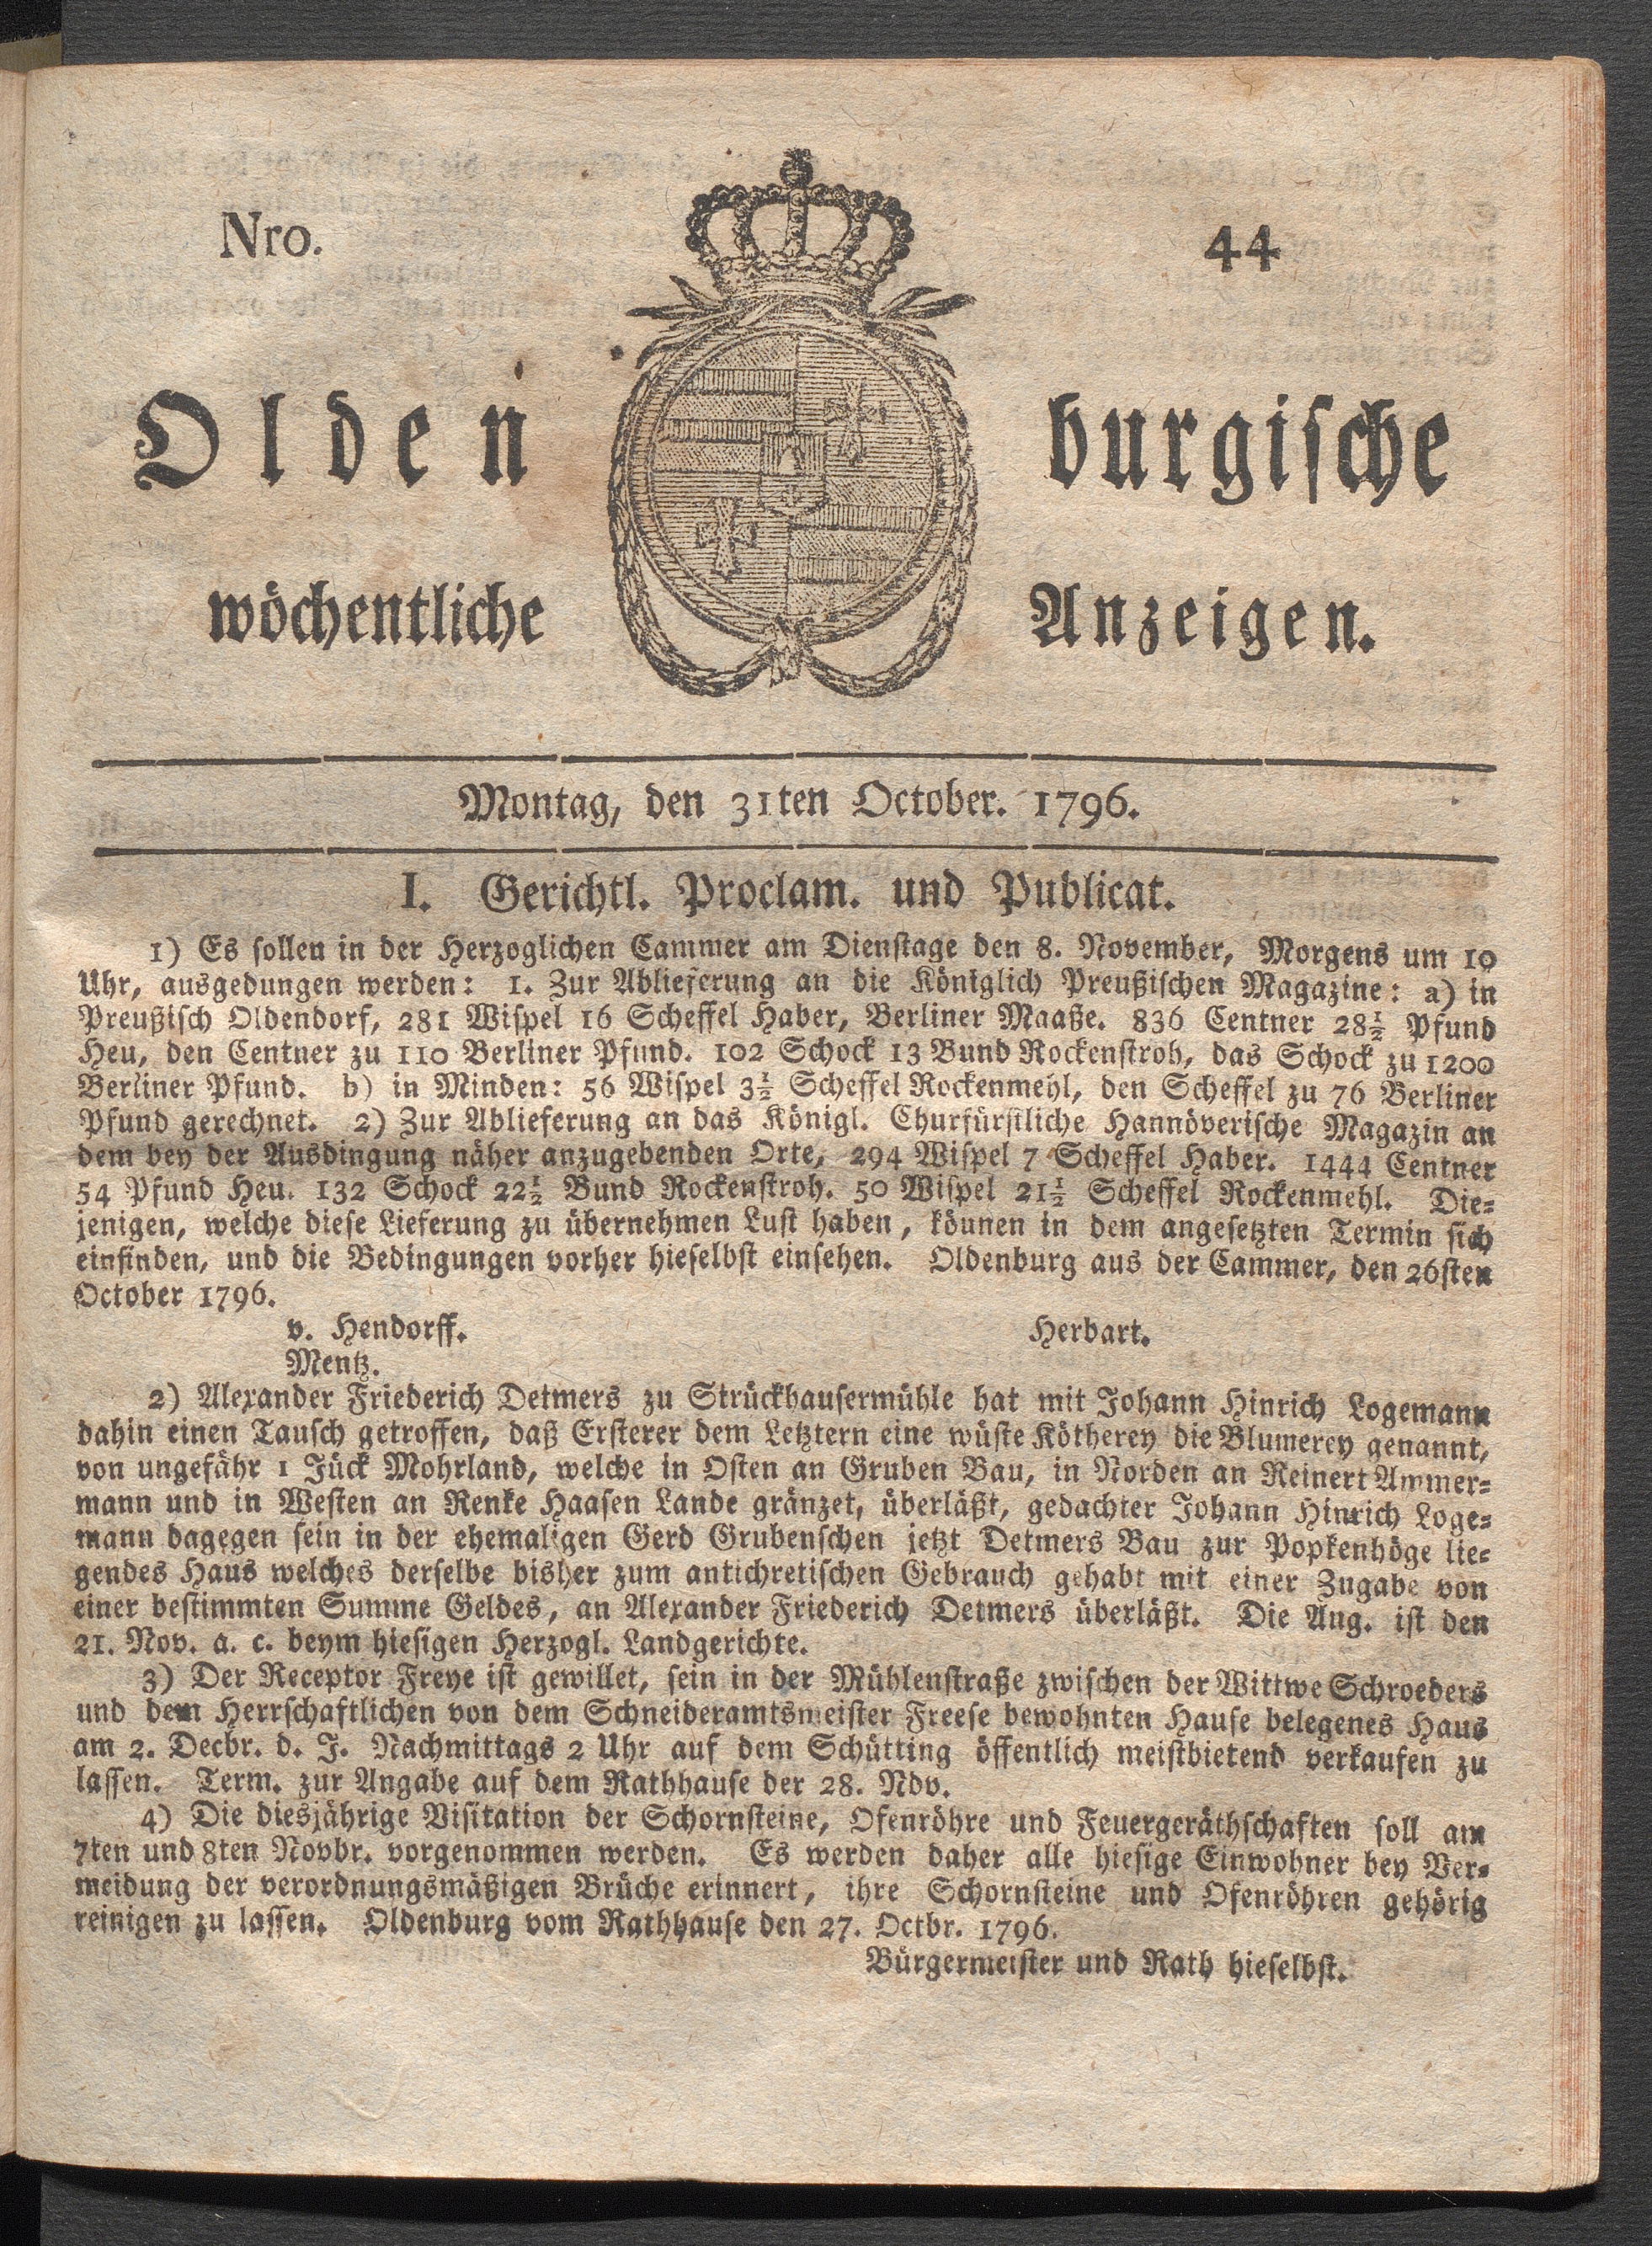 Nro. 44
Olden burgische
wöchentliche Anzeigen.
Montag, den 31ten October. 1796.
I. Gerichtl. Proclam. und Publicat.
1) Es sollen in der Herzoglichen Cammer am Dienstage den 8. November, Morgens um 10
Uhr, ausgedungen werden: 1. Zur Ablieferung an die Königlich Preußischen Magazine: a) in
Preußisch Oldendorf, 281 Wispel 16 Scheffel Haber, Berliner Maaße. 836 Centner 28½ Pfund
Heu, den Centner zu 110 Berliner Pfund. 102 Schock 13 Bund Rockenstroh, das Schock zu 1200
Berliner Pfund. b) in Minden: 56 Wispel 3½ Scheffel Rockenmehl, den Scheffel zu 76 Berliner
Pfund gerechnet. 2) Zur Ablieferung an das Königl. Churfürstliche Hannöverische Magazin an
dem bey der Ausdingung näher anzugebenden Orte, 294 Wispel 7 Scheffel Haber. 1444 Centner
54 Pfund Heu. 132 Schock 22½ Bund Rockenstroh. 50 Wispel 21½ Scheffel Rockenmehl. Die-
jenigen, welche diese Lieferung zu übernehmen Lust haben, köunen in dem angesetzten Termin sich
einfinden, und die Bedingungen vorher hieselbst einsehen. Oldenburg aus der Cammer, den 26sten
October 1796.
v. Hendorff. Herbart.
Mentz.
2) Alexander Friederich Detmers zu Strückhausermühle hat mit Johann Hinrich Logemann
dahin einen Tausch getroffen, daß Ersterer dem Letztern eine wüste Kötherey die Blumerey genannt,
von ungefähr 1 Jück Mohrland, welche in Osten an Gruben Bau, in Norden an Reinert Ammer-
mann und in Westen an Renke Haasen Lande gränzet, überläßt, gedachter Johann Hinrich Loge-
mann dagegen sein in der ehemaligen Gerd Grubenschen jetzt Detmers Bau zur Popkenhöge lie-
gendes Haus welches derselbe bisher zum antichretischen Gebrauch gehabt mit einer Zugabe von
einer bestimmten Summe Geldes, an Alexander Friederich Detmers überläßt. Die Ang. ist den
21. Nov. a. c. beym hiesigen Herzogl. Landgerichte.
3) Der Receptor Freye ist gewillet, sein in der Mühlenstraße zwischen der Wittwe Schroeders
und dem Herrschaftlichen von dem Schneideramtsmeister Freese bewohnten Hause belegenes Haus
am 2. Decbr. d. J. Nachmittags 2 Uhr auf dem Schütting öffentlich meistbietend verkaufen zu
lassen. Term. zur Angabe auf dem Rathhause der 28. Ndv.
4) Die diesjährige Visitation der Schornsteine, Ofenröhre und Feuergeräthschaften soll am
7ten und 8ten Novbr. vorgenommen werden. Es werden daher alle hiesige Einwohner bey Ver-
meidung der verordnungsmäßigen Brüche erinnert, ihre Schornsteine und Ofenröhren gehörig
reinigen zu lassen. Oldenburg vom Rathhause den 27. Octbr. 1796.
Bürgermeister und Rath hieselbst.